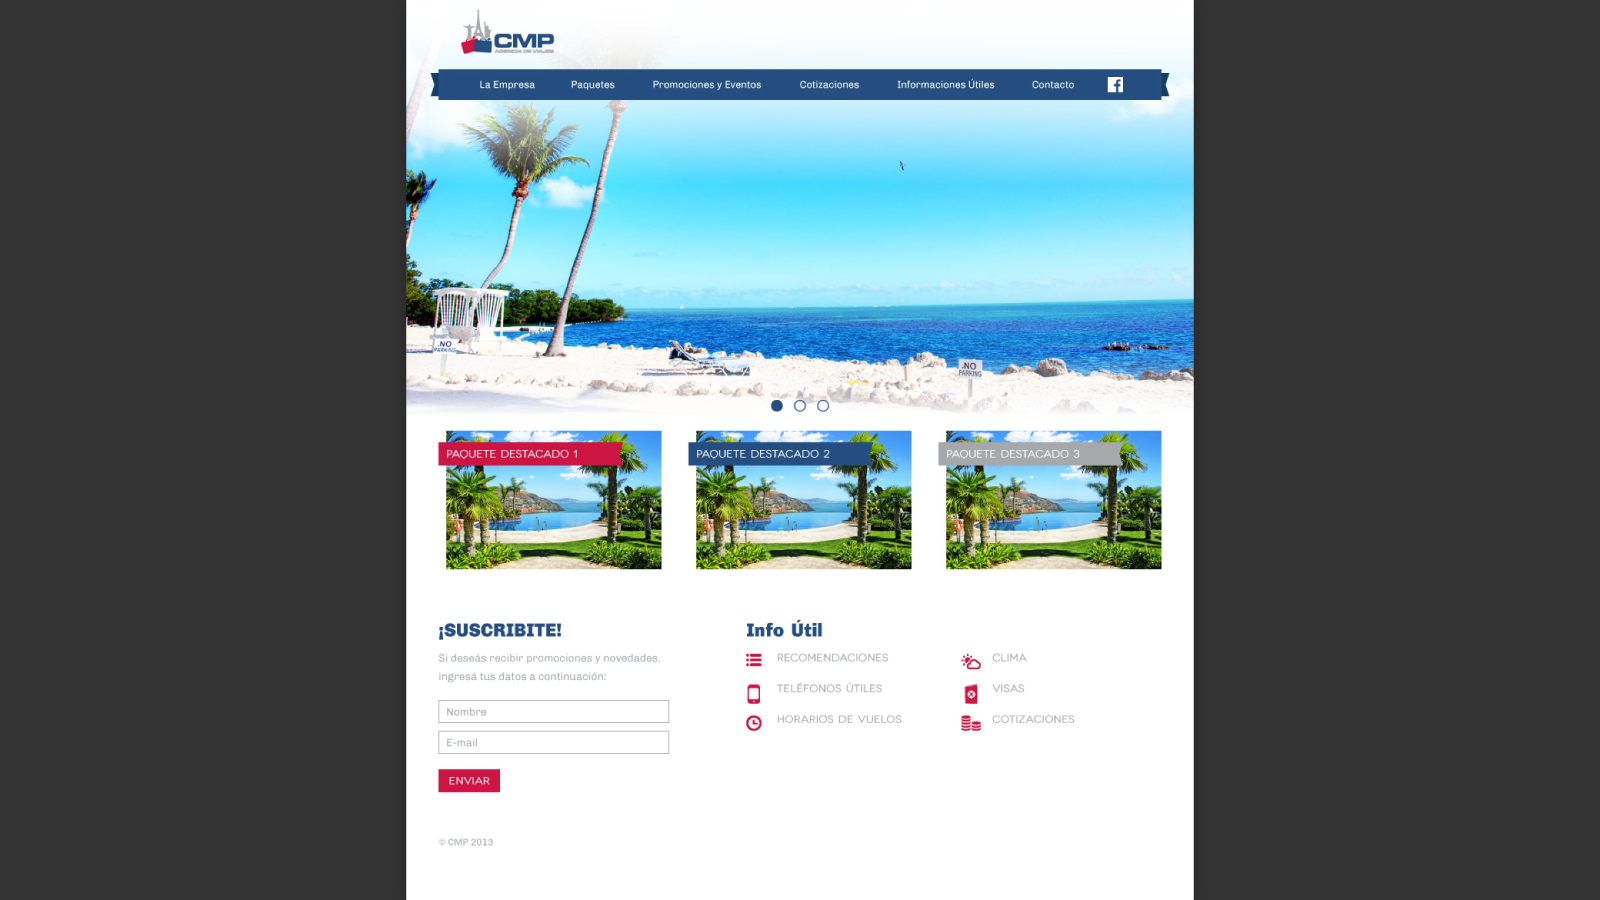 CMP
AGENCIA DE VIAJES
La Empresa
Paquetes
Promociones y Eventos
Cotizaciones
Informaciones Útiles
Contacto
NO
PARKING
NO
PARKING
PAQUETE DESTACADO 1
PAQUETE DESTACADO 2
PAQUETE DESTACADO 3
¡SUSCRIBITE!
Si deseás recibir promociones y novedades,
ingresá tus datos a continuación:
Nombre
E-mail
ENVIAR
Info Útil
RECOMENDACIONES
TELÉFONOS ÚTILES
HORARIOS DE VUELOS
CLIMA
VISAS
COTIZACIONES
© CMP 2013